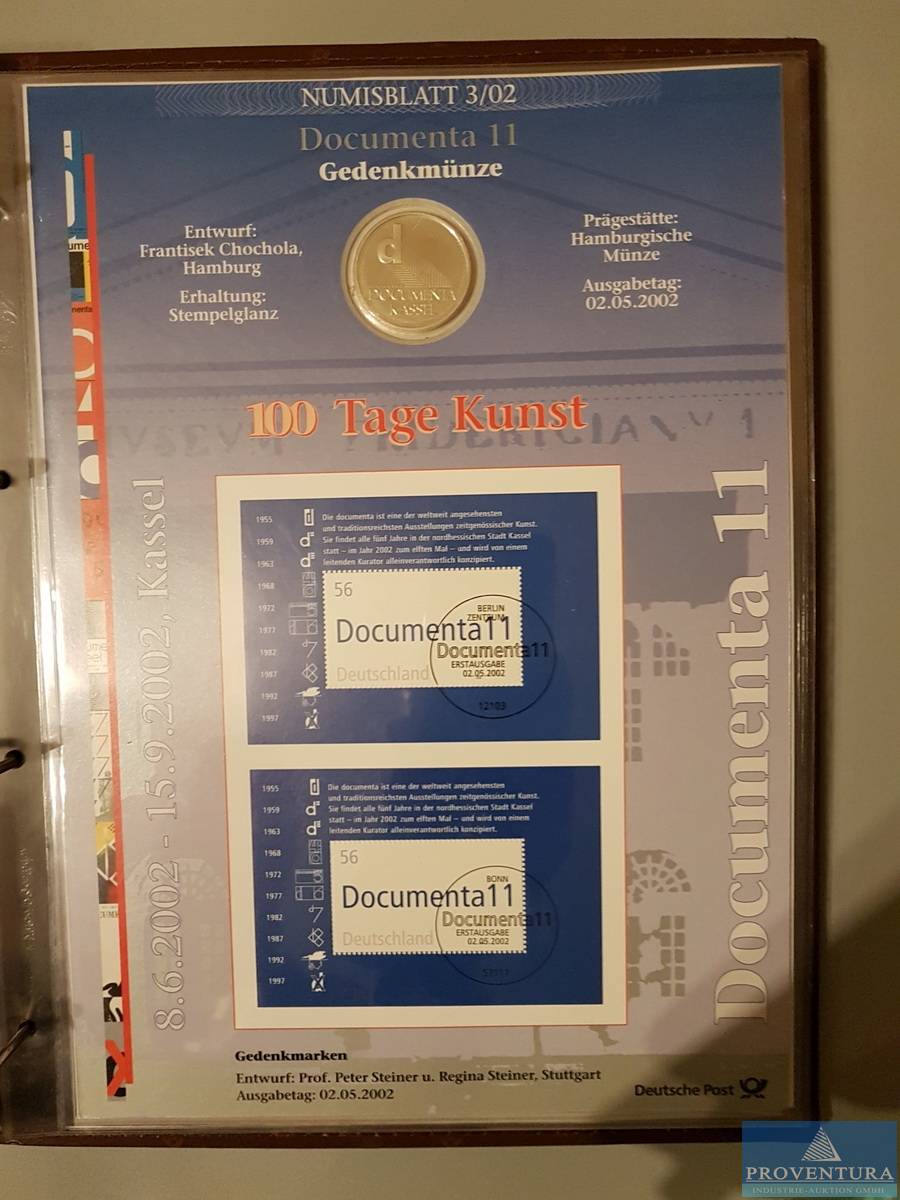 NUMISBLATT 3/02
Documenta 11
Gedenkmünze
Entwurf:
Frantisek Chochola,
Hamburg
Erhaltung:
Stempelglanz
d
DOCUMENTA
KASSEL
Prägestätte:
Hamburgische
Münze
Ausgabetag:
02.05.2002
100 Tage Kunst
8.6.2002 - 15.9.2002, Kassel
Documenta 11
1955
1959
1963
1968
1972
1977
1982
1987
1992
1997
Die documenta ist eine der weltweit angesehensten
und traditionsreichsten Ausstellungen zeitgenössischer Kunst.
Sie findet alle fünf Jahre in der nordhessischen Stadt Kassel
statt – im Jahr 2002 zum elften Mal – und wird von einem
leitenden Kurator alleinverantwortlich konzipiert.
56
Documenta11
Deutschland
BERLIN
ZENTRUM
Documenta11
ERSTAUSGABE
02.05.2002
12103
1955
1959
1963
1968
1972
1977
1982
1987
1992
1997
Die documenta ist eine der weltweit angesehensten
und traditionsreichsten Ausstellungen zeitgenössischer Kunst.
Sie findet alle fünf Jahre in der nordhessischen Stadt Kassel
statt – im Jahr 2002 zum elften Mal – und wird von einem
leitenden Kurator alleinverantwortlich konzipiert.
56
Documenta11
Deutschland
BONN
Documenta11
ERSTAUSGABE
02.05.2002
53111
Gedenkmarken
Entwurf: Prof. Peter Steiner u. Regina Steiner, Stuttgart
Ausgabetag: 02.05.2002
Deutsche Post
PROVENTURA
INDUSTRIE-AUKTION GMBH